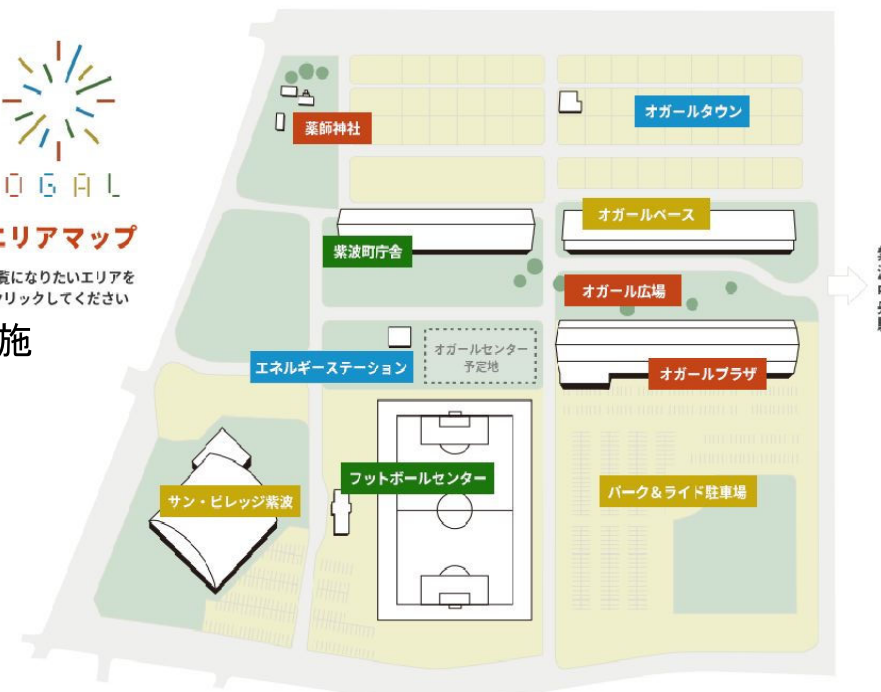 OGAL
エリアマップ
覧になりたいエリアを
クリックしてください
施
薬師神社
オガールタウン
オガールベース
紫波町庁舎
オガール広場
エネルギーステーション
オガールセンター
予定地
オガールプラザ
フットボールセンター
サン・ビレッジ紫波
パーク&ライド駐車場